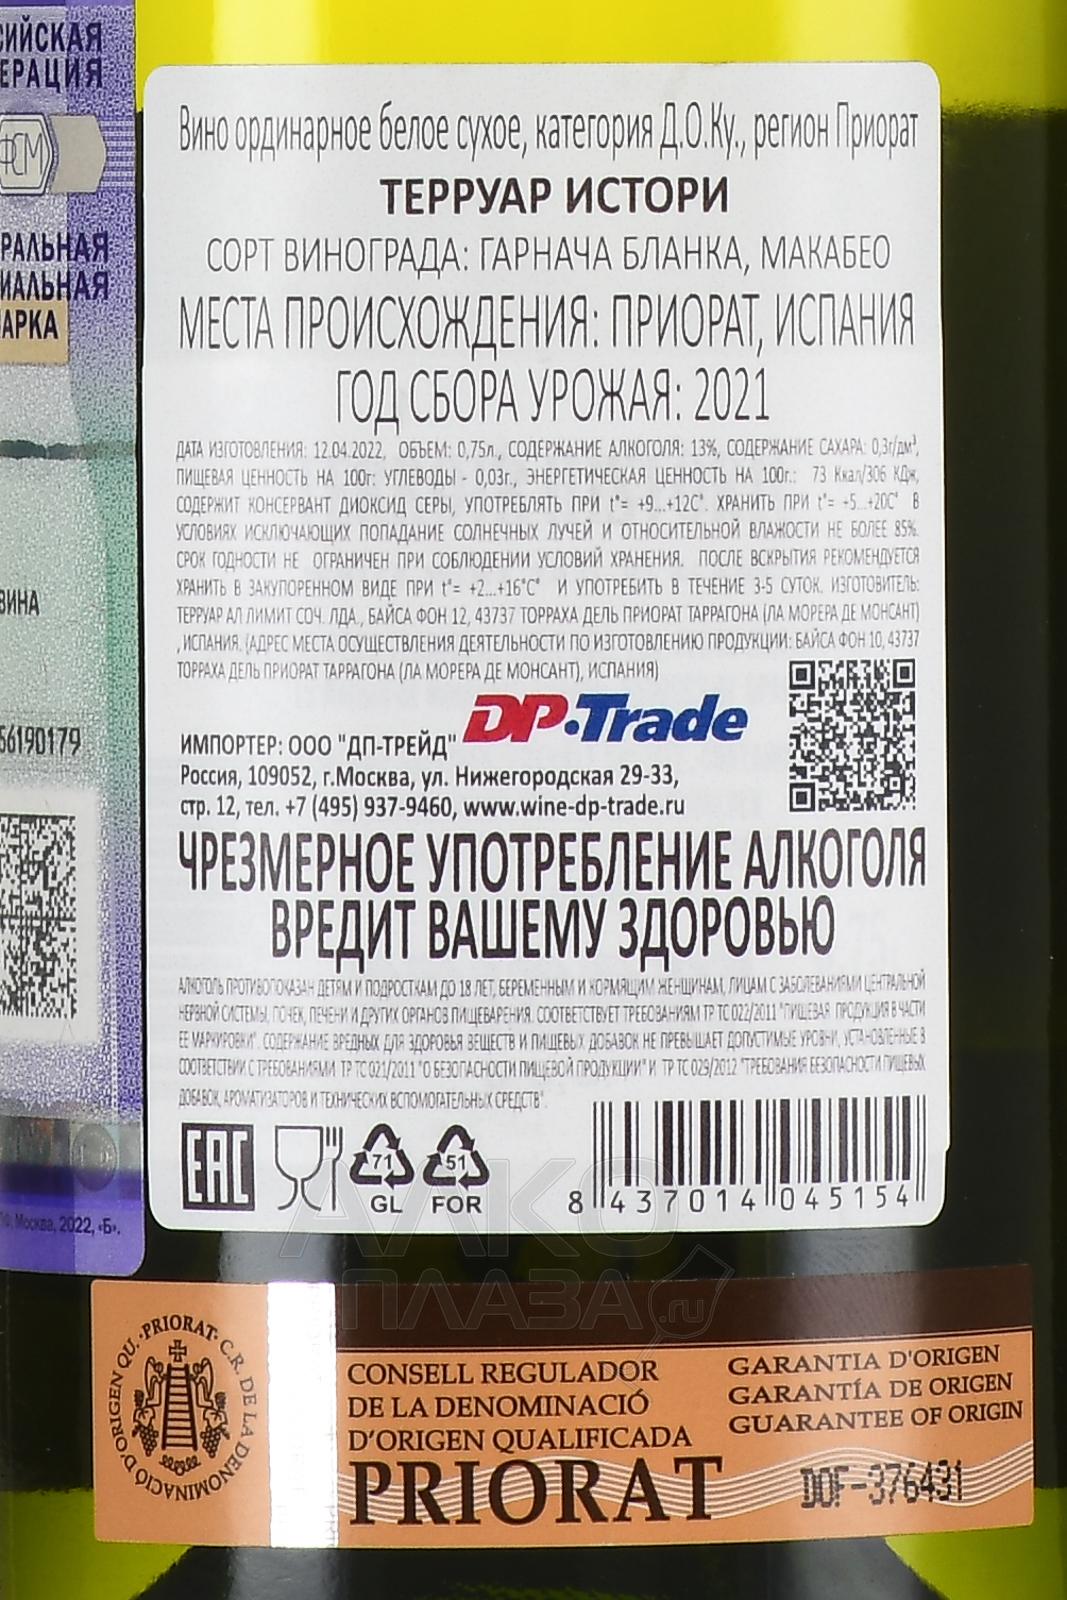 СИЙСКАЯ
ЕРАЦИЯ
ФСМ
РАЛЬНАЯ
ИАЛЬНАЯ
МАРКА
ВИНА
56190179
Москва, 2022, «Б».
Вино ординарное белое сухое, категория Д.О.Ку., регион Приорат
ТЕРРУАР ИСТОРИ
СОРТ ВИНОГРАДА: ГАРНАЧА БЛАНКА, МАКАБЕО
МЕСТА ПРОИСХОЖДЕНИЯ: ПРИОРАТ, ИСПАНИЯ
ГОД СБОРА УРОЖАЯ: 2021
ДАТА ИЗГОТОВЛЕНИЯ: 12.04.2022, ОБЪЕМ: 0,75л., СОДЕРЖАНИЕ АЛКОГОЛЯ: 13%, СОДЕРЖАНИЕ САХАРА: 0,3г/дм³,
ПИЩЕВАЯ ЦЕННОСТЬ НА 100г: УГЛЕВОДЫ - 0,03г., ЭНЕРГЕТИЧЕСКАЯ ЦЕННОСТЬ НА 100г.: 73 Ккал/306 КДж,
СОДЕРЖИТ КОНСЕРВАНТ ДИОКСИД СЕРЫ, УПОТРЕБЛЯТЬ ПРИ t°= +9...+12С°. ХРАНИТЬ ПРИ t°= +5...+20С° В
УСЛОВИЯХ ИСКЛЮЧАЮЩИХ ПОПАДАНИЕ СОЛНЕЧНЫХ ЛУЧЕЙ И ОТНОСИТЕЛЬНОЙ ВЛАЖНОСТИ НЕ БОЛЕЕ 85%.
СРОК ГОДНОСТИ НЕ ОГРАНИЧЕН ПРИ СОБЛЮДЕНИИ УСЛОВИЙ ХРАНЕНИЯ. ПОСЛЕ ВСКРЫТИЯ РЕКОМЕНДУЕТСЯ
ХРАНИТЬ В ЗАКУПОРЕННОМ ВИДЕ ПРИ t°= +2...+16°С° И УПОТРЕБИТЬ В ТЕЧЕНИЕ 3-5 СУТОК. ИЗГОТОВИТЕЛЬ:
ТЕРРУАР АЛ ЛИМИТ СОЧ. ЛДА., БАЙСА ФОН 12, 43737 ТОРРАХА ДЕЛЬ ПРИОРАТ ТАРРАГОНА (ЛА МОРЕРА ДЕ МОНСАНТ)
, ИСПАНИЯ. (АДРЕС МЕСТА ОСУЩЕСТВЛЕНИЯ ДЕЯТЕЛЬНОСТИ ПО ИЗГОТОВЛЕНИЮ ПРОДУКЦИИ: БАЙСА ФОН 10, 43737
ТОРРАХА ДЕЛЬ ПРИОРАТ ТАРРАГОНА (ЛА МОРЕРА ДЕ МОНСАНТ), ИСПАНИЯ)
DP·Trade
ИМПОРТЕР: ООО "ДП-ТРЕЙД"
Россия, 109052, г.Москва, ул. Нижегородская 29-33,
стр. 12, тел. +7 (495) 937-9460, www.wine-dp-trade.ru
ЧРЕЗМЕРНОЕ УПОТРЕБЛЕНИЕ АЛКОГОЛЯ
ВРЕДИТ ВАШЕМУ ЗДОРОВЬЮ
АЛКОГОЛЬ ПРОТИВОПОКАЗАН ДЕТЯМ И ПОДРОСТКАМ ДО 18 ЛЕТ, БЕРЕМЕННЫМ И КОРМЯЩИМ ЖЕНЩИНАМ, ЛИЦАМ С ЗАБОЛЕВАНИЯМИ ЦЕНТРАЛЬНОЙ
НЕРВНОЙ СИСТЕМЫ, ПОЧЕК, ПЕЧЕНИ И ДРУГИХ ОРГАНОВ ПИЩЕВАРЕНИЯ. СООТВЕТСТВУЕТ ТРЕБОВАНИЯМ ТР ТС 022/2011 "ПИЩЕВАЯ ПРОДУКЦИЯ В ЧАСТИ
ЕЕ МАРКИРОВКИ". СОДЕРЖАНИЕ ВРЕДНЫХ ДЛЯ ЗДОРОВЬЯ ВЕЩЕСТВ И ПИЩЕВЫХ ДОБАВОК НЕ ПРЕВЫШАЕТ ДОПУСТИМЫЕ УРОВНИ, УСТАНОВЛЕННЫЕ В
СООТВЕТСТВИИ С ТРЕБОВАНИЯМИ ТР ТС 021/2011 "О БЕЗОПАСНОСТИ ПИЩЕВОЙ ПРОДУКЦИИ" И ТР ТС 029/2012 "ТРЕБОВАНИЯ БЕЗОПАСНОСТИ ПИЩЕВЫХ
ДОБАВОК, АРОМАТИЗАТОРОВ И ТЕХНИЧЕСКИХ ВСПОМОГАТЕЛЬНЫХ СРЕДСТВ".
EAC
71
GL
51
FOR
8 437014 045154
АЛКО
ПЛАЗА.ru
·PRIORAT· C.R. DE LA DENOMINACIÓ D'ORIGEN QU.
CONSELL REGULADOR
DE LA DENOMINACIÓ
D'ORIGEN QUALIFICADA
PRIORAT
GARANTIA D'ORIGEN
GARANTÍA DE ORIGEN
GUARANTEE OF ORIGIN
DOF-376431